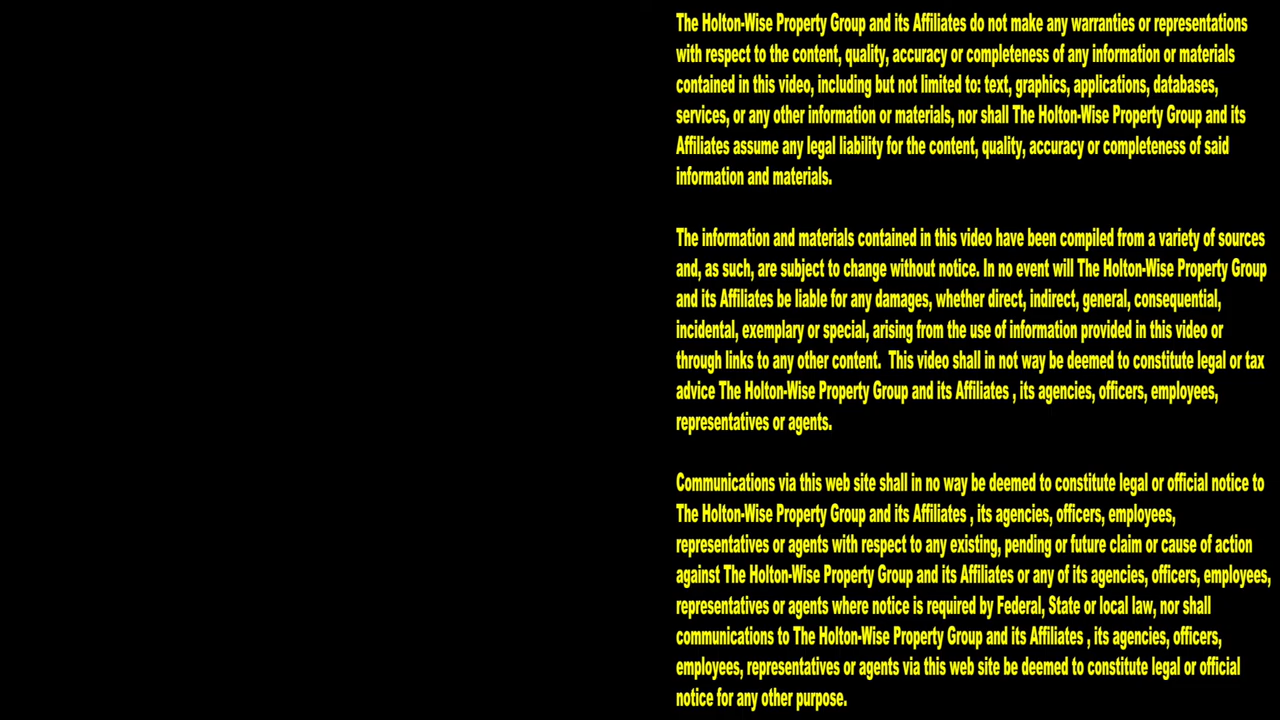 The Holton-Wise Property Group and its Affiliates do not make any warranties or representations
with respect to the content, quality, accuracy or completeness of any information or materials
contained in this video, including but not limited to: text, graphics, applications, databases,
services, or any other information or materials, nor shall The Holton-Wise Property Group and its
Affiliates assume any legal liability for the content, quality, accuracy or completeness of said
information and materials.
The information and materials contained in this video have been compiled from a variety of sources
and, as such, are subject to change without notice. In no event will The Holton-Wise Property Group
and its Affiliates be liable for any damages, whether direct, indirect, general, consequential,
incidental, exemplary or special, arising from the use of information provided in this video or
through links to any other content.  This video shall in not way be deemed to constitute legal or tax
advice The Holton-Wise Property Group and its Affiliates , its agencies, officers, employees,
representatives or agents.
Communications via this web site shall in no way be deemed to constitute legal or official notice to
The Holton-Wise Property Group and its Affiliates , its agencies, officers, employees,
representatives or agents with respect to any existing, pending or future claim or cause of action
against The Holton-Wise Property Group and its Affiliates or any of its agencies, officers, employees,
representatives or agents where notice is required by Federal, State or local law, nor shall
communications to The Holton-Wise Property Group and its Affiliates , its agencies, officers,
employees, representatives or agents via this web site be deemed to constitute legal or official
notice for any other purpose.